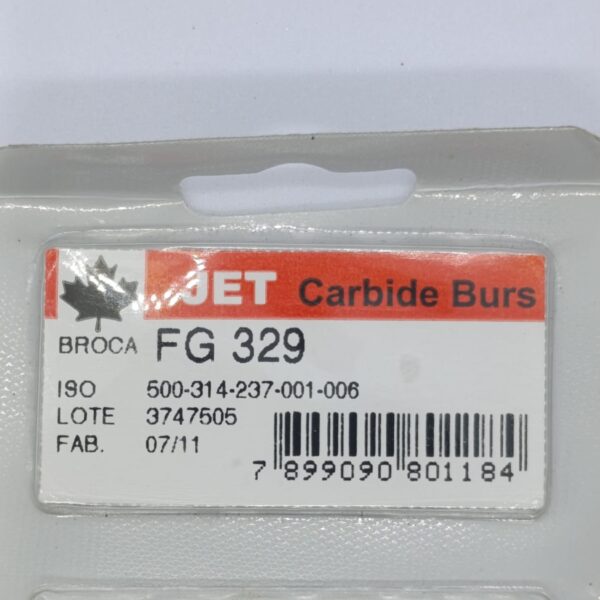 JET Carbide Burs
BROCA FG 329
ISO 500-314-237-001-006
LOTE 3747505
FAB. 07/11
7 899090 801184